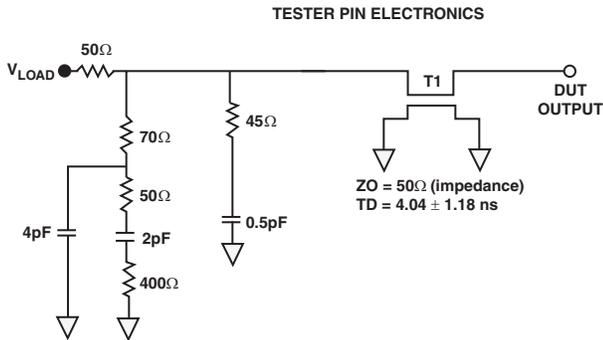 TESTER PIN ELECTRONICS
50Ω
VLOAD
T1
DUT
OUTPUT
70Ω
45Ω
50Ω
ZO = 50Ω (impedance)
TD = 4.04 ± 1.18 ns
4pF
2pF
0.5pF
400Ω